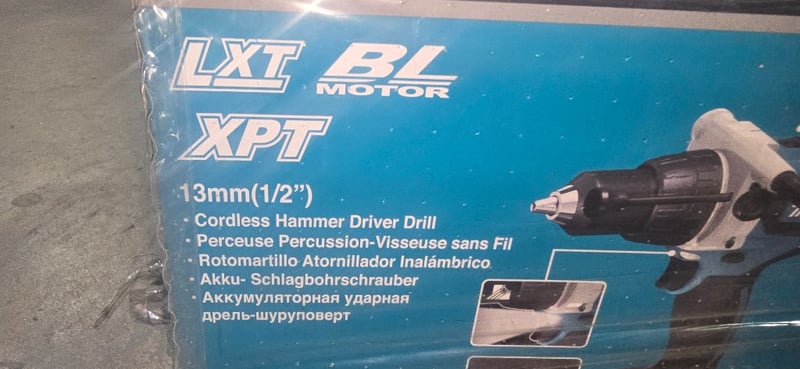 LXT BL
MOTOR
XPT
13mm(1/2”)
· Cordless Hammer Driver Drill
· Perceuse Percussion-Visseuse sans Fil
· Rotomartillo Atornillador Inalámbrico
· Akku- Schlagbohrschrauber
· Аккумуляторная ударная
дрель-шуруповерт